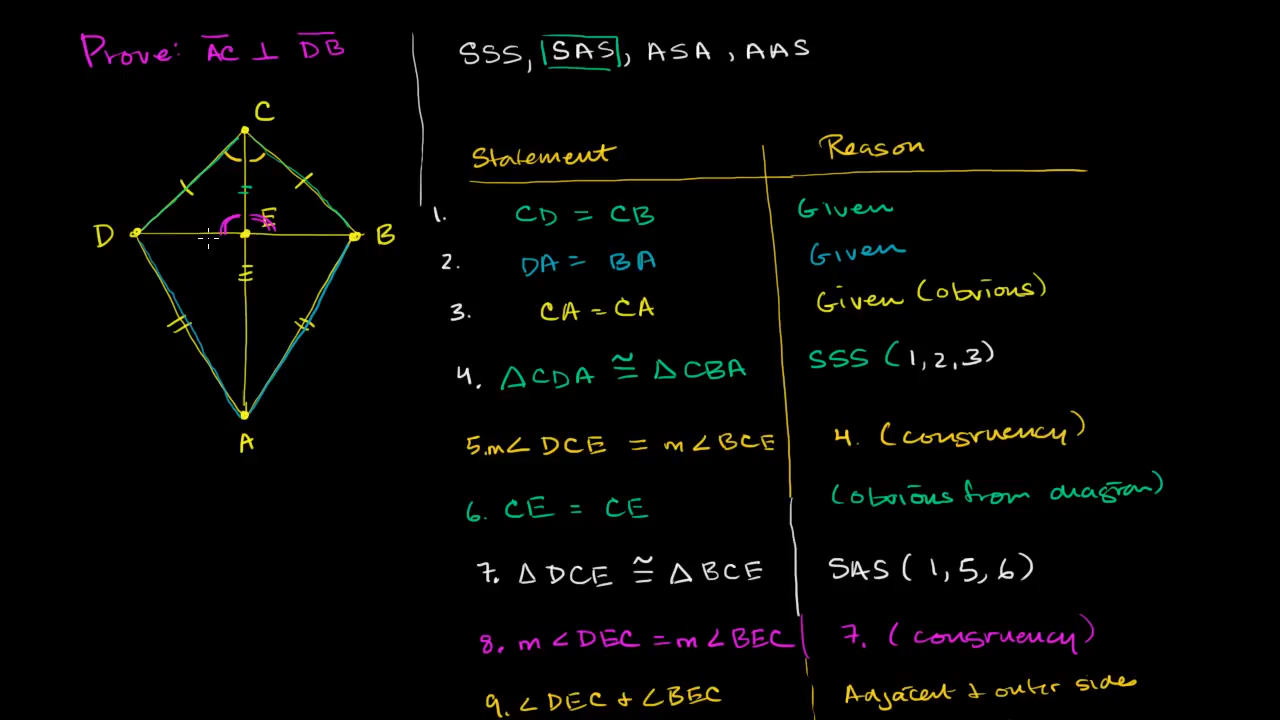 Prove: AC ⊥ DB
SSS, SAS, ASA, AAS
C
D
E
B
A
Statement Reason
1. CD = CB Given
2. DA = BA Given
3. CA = CA Given (obvious)
4. △CDA ≅ △CBA SSS (1,2,3)
5. m∠DCE = m∠BCE 4. (congruency)
6. CE = CE (obvious from diagram)
7. △DCE ≅ △BCE SAS (1,5,6)
8. m∠DEC = m∠BEC 7. (congruency)
9. ∠DEC + ∠BEC Adjacent + outer sides